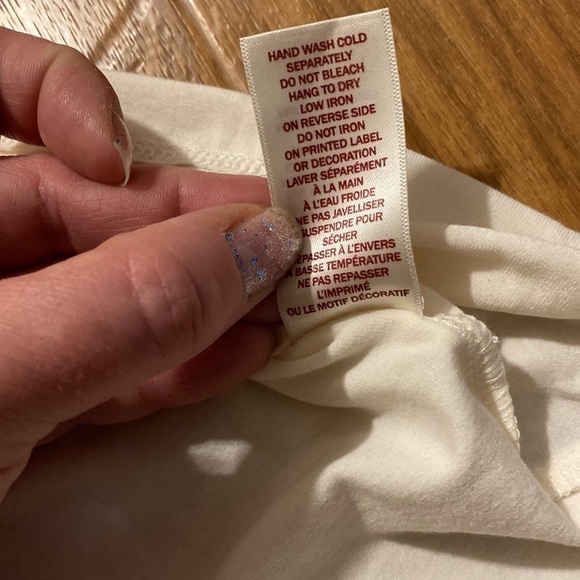 HAND WASH COLD
SEPARATELY
DO NOT BLEACH
HANG TO DRY
LOW IRON
ON REVERSE SIDE
DO NOT IRON
ON PRINTED LABEL
OR DECORATION
LAVER SÉPARÉMENT
À LA MAIN
À L'EAU FROIDE
NE PAS JAVELLISER
SUSPENDRE POUR
SÉCHER
REPASSER À L'ENVERS
À BASSE TEMPÉRATURE
NE PAS REPASSER
L'IMPRIMÉ
OU LE MOTIF DÉCORATIF